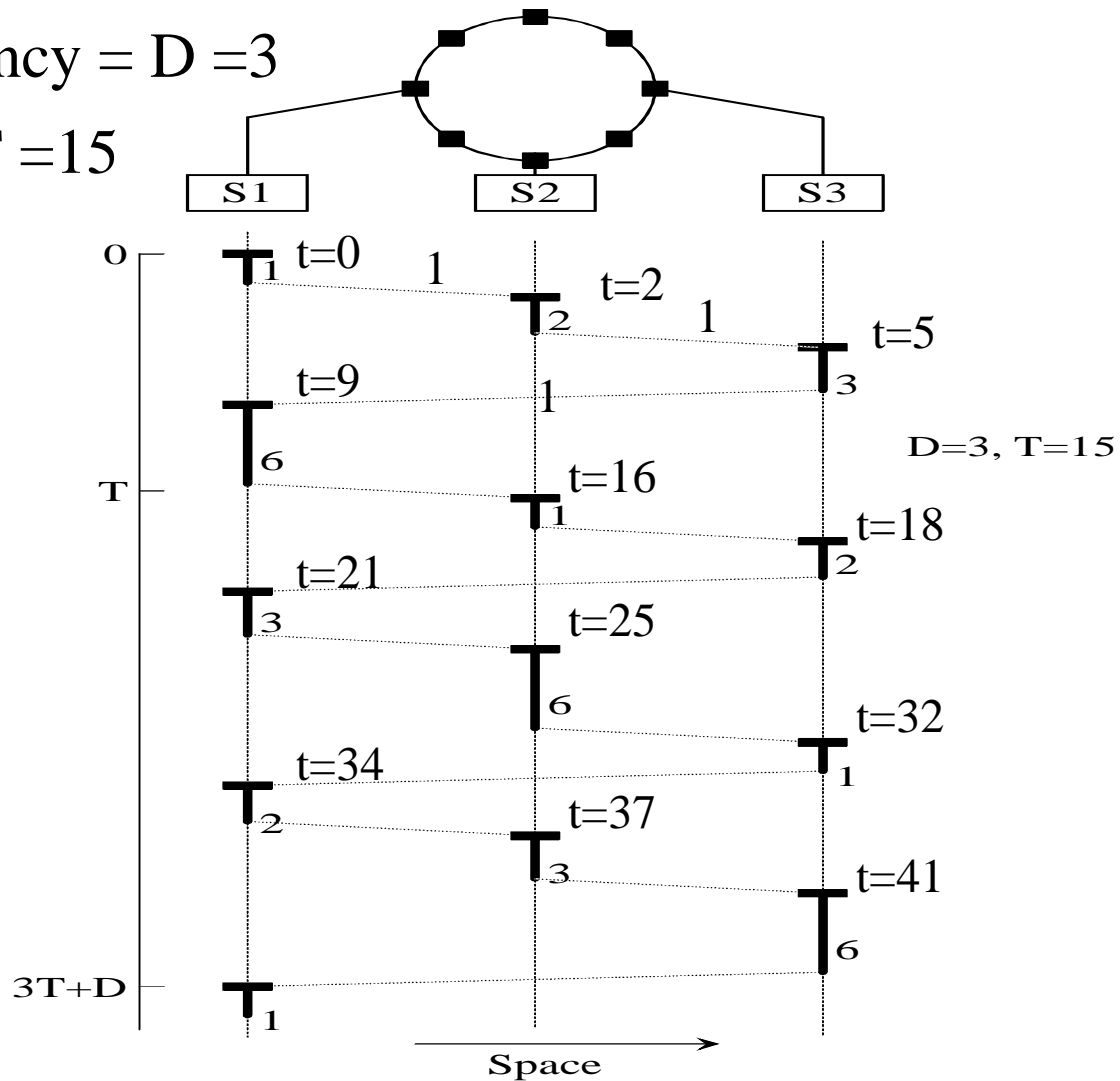 ncy = D =3
=15
S1 S2 S3
0
1 t=0
1
2 t=2
1
3 t=5
t=9
1
6
D=3, T=15
T
1 t=16
2 t=18
t=21
3
t=25
6
t=32
1
t=34
2
t=37
3
t=41
6
3T+D
1
Space